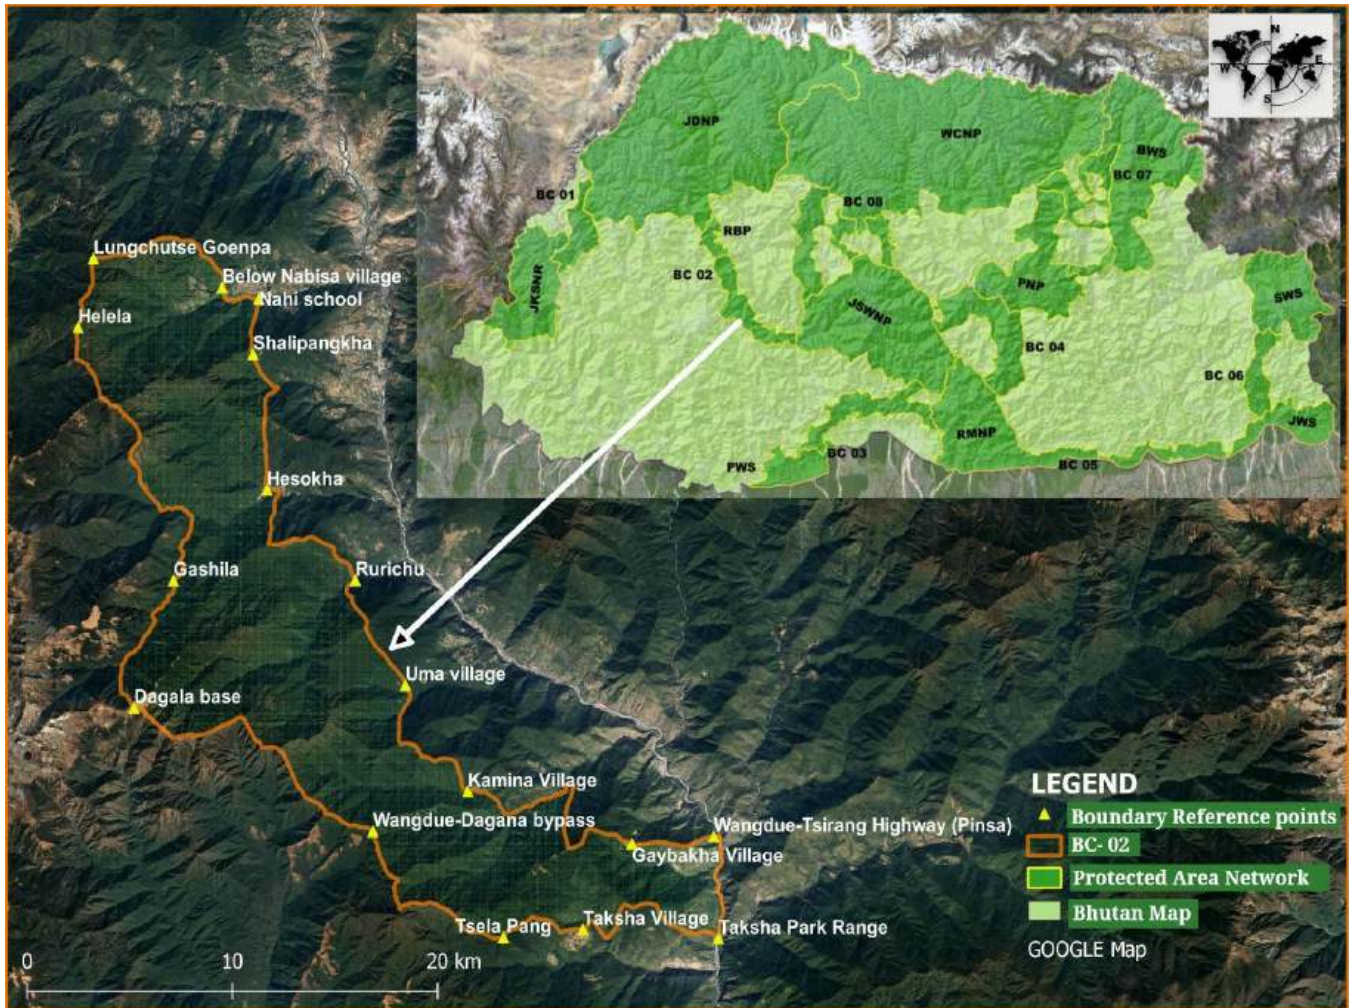 N
W
E
S
JDNP
WCNP
BWS
BC 07
BC 01
BC 08
RBP
BC 02
JKSNR
PNP
SWS
JSWNP
BC 04
BC 06
JWS
RMNP
BC 03
PWS
BC 05
Lungchutse Goenpa
Below Nabisa village
Nahi school
Helela
Shalipangkha
Hesokha
Gashila
Rurichu
Uma village
Dagala base
Kamina Village
Wangdue-Dagana bypass
Wangdue-Tsirang Highway (Pinsa)
Gaybakha Village
Tsela Pang
Taksha Village
Taksha Park Range
0 10 20 km
LEGEND
Boundary Reference points
BC- 02
Protected Area Network
Bhutan Map
GOOGLE Map